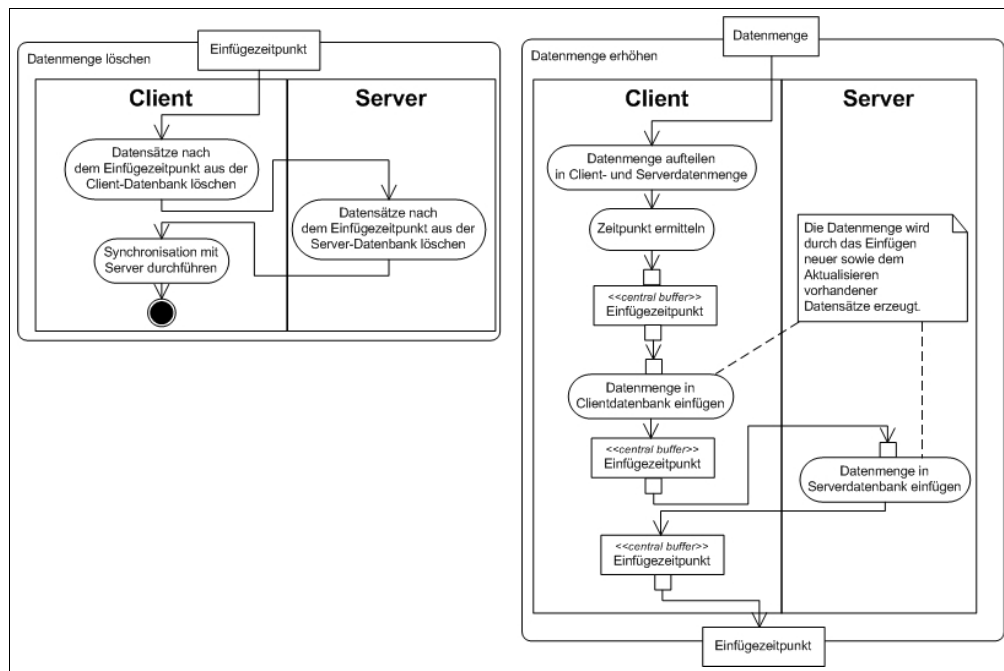 Einfügezeitpunkt
Datenmenge löschen
Client
Server
Datensätze nach
dem Einfügezeitpunkt aus der
Client-Datenbank löschen
Datensätze nach
dem Einfügezeitpunkt aus der
Server-Datenbank löschen
Synchronisation mit
Server durchführen
Datenmenge
Datenmenge erhöhen
Client
Server
Datenmenge aufteilen
in Client- und Serverdatenmenge
Zeitpunkt ermitteln
Die Datenmenge wird
durch das Einfügen
neuer sowie dem
Aktualisieren
vorhandener
Datensätze erzeugt.
<<central buffer>>
Einfügezeitpunkt
Datenmenge in
Clientdatenbank einfügen
<<central buffer>>
Einfügezeitpunkt
Datenmenge in
Serverdatenbank einfügen
<<central buffer>>
Einfügezeitpunkt
Einfügezeitpunkt